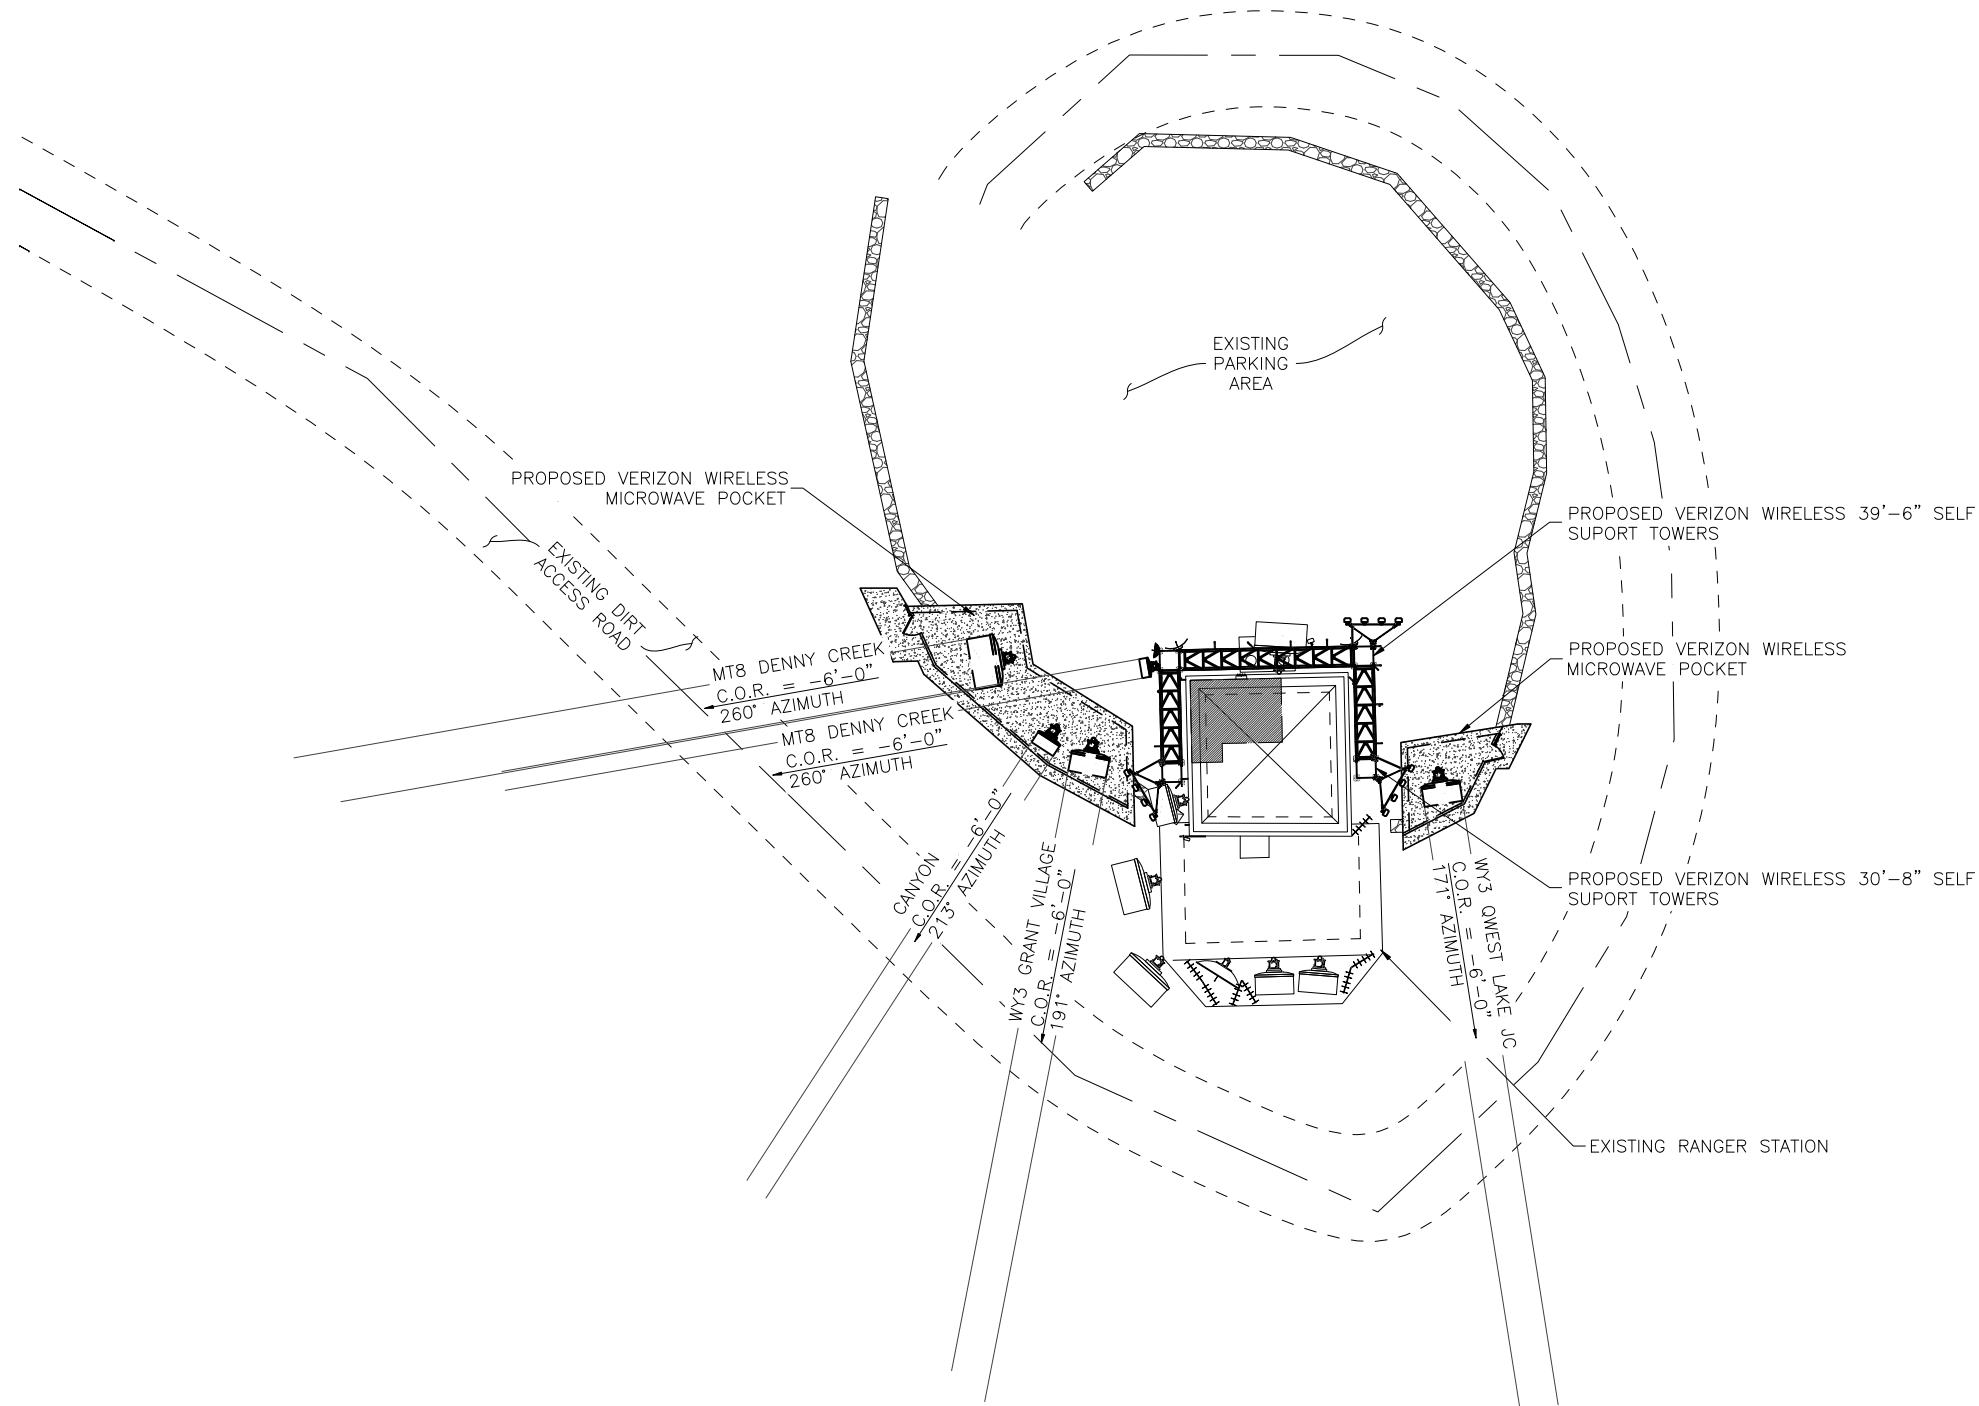 EXISTING
PARKING
AREA
PROPOSED VERIZON WIRELESS
MICROWAVE POCKET
PROPOSED VERIZON WIRELESS 39'-6" SELF
SUPORT TOWERS
EXISTING DIRT
ACCESS ROAD
MT8 DENNY CREEK
C.O.R. = -6'-0"
260° AZIMUTH
MT8 DENNY CREEK
C.O.R. = -6'-0"
260° AZIMUTH
PROPOSED VERIZON WIRELESS
MICROWAVE POCKET
CANYON
C.O.R. = -6'-0"
213° AZIMUTH
WY3 GRANT VILLAGE
C.O.R. = -6'-0"
191° AZIMUTH
WY3 QWEST LAKE JC
C.O.R. = -6'-0"
171° AZIMUTH
PROPOSED VERIZON WIRELESS 30'-8" SELF
SUPORT TOWERS
EXISTING RANGER STATION